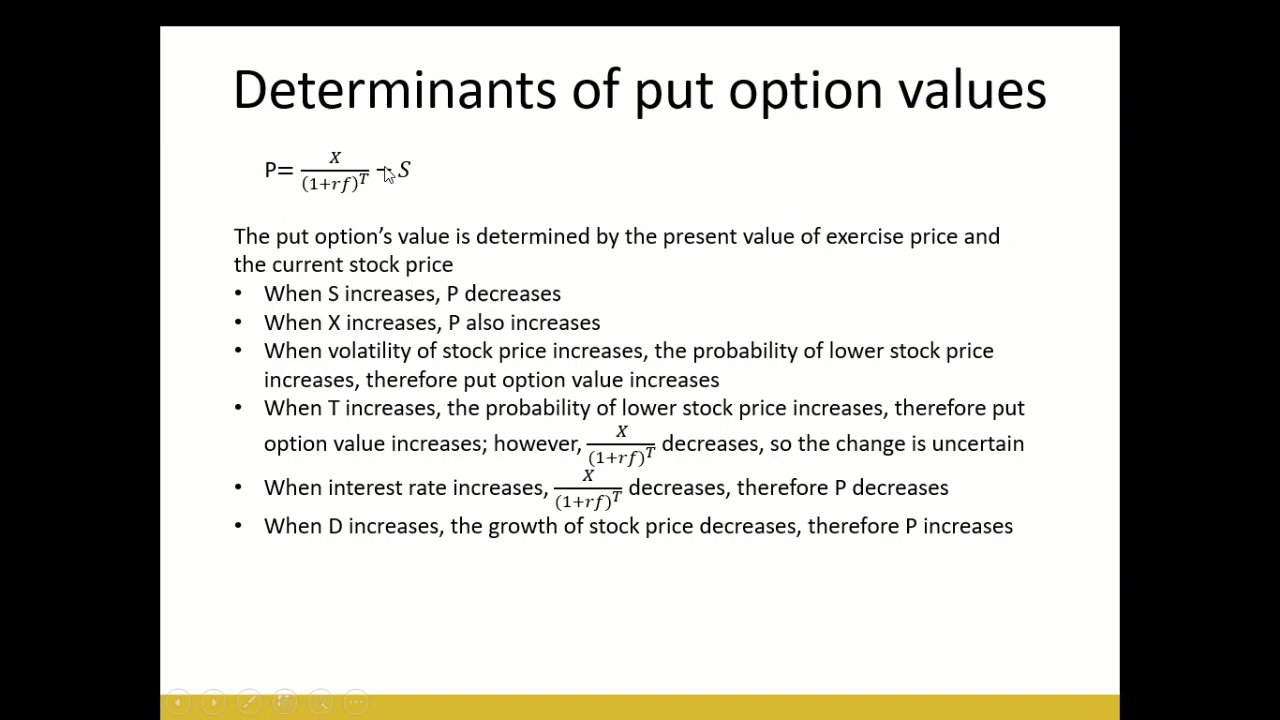 Determinants of put option values
P= X/(1+rf)^T − S
The put option's value is determined by the present value of exercise price and
the current stock price
• When S increases, P decreases
• When X increases, P also increases
• When volatility of stock price increases, the probability of lower stock price
increases, therefore put option value increases
• When T increases, the probability of lower stock price increases, therefore put
option value increases; however, X/(1+rf)^T decreases, so the change is uncertain
• When interest rate increases, X/(1+rf)^T decreases, therefore P decreases
• When D increases, the growth of stock price decreases, therefore P increases